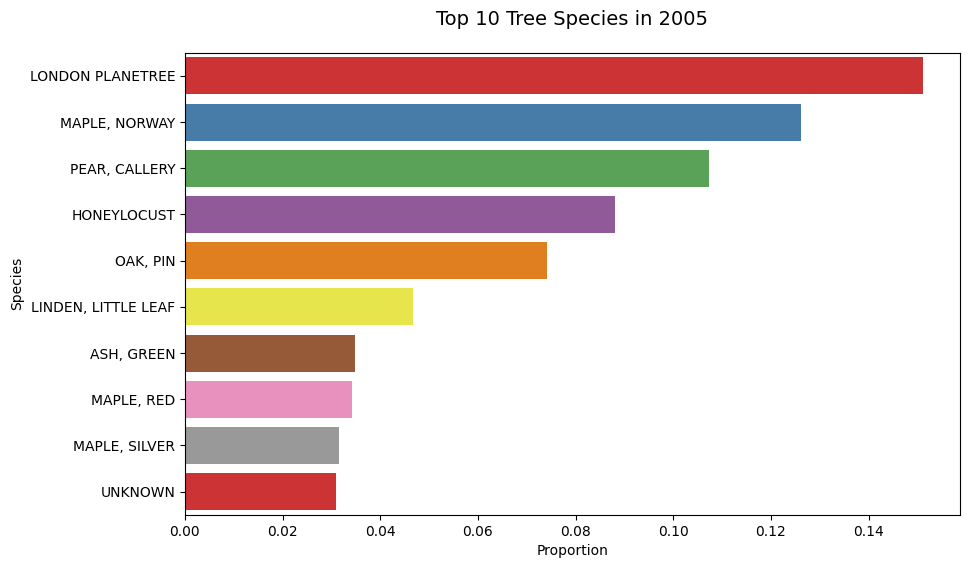 Top 10 Tree Species in 2005
Species
LONDON PLANETREE
MAPLE, NORWAY
PEAR, CALLERY
HONEYLOCUST
OAK, PIN
LINDEN, LITTLE LEAF
ASH, GREEN
MAPLE, RED
MAPLE, SILVER
UNKNOWN
0.00 0.02 0.04 0.06 0.08 0.10 0.12 0.14
Proportion